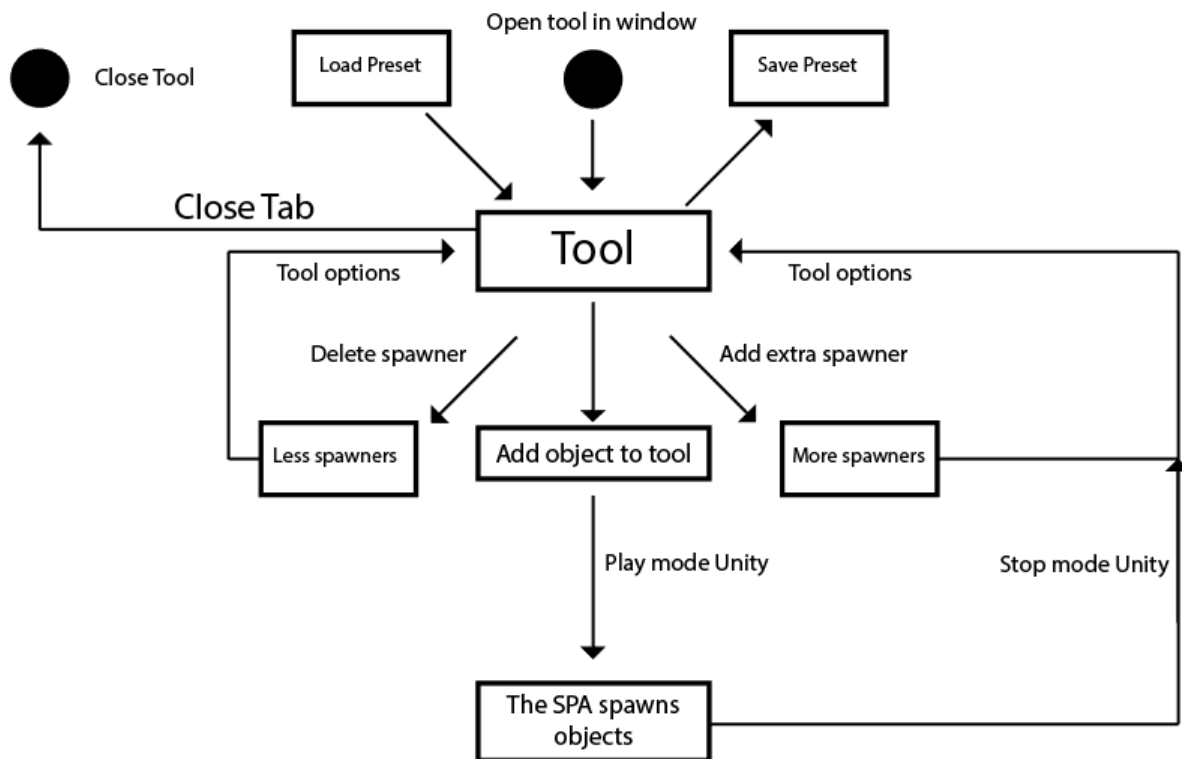 Open tool in window
Close Tool
Load Preset
Save Preset
Close Tab
Tool
Tool options
Tool options
Delete spawner
Add extra spawner
Less spawners
Add object to tool
More spawners
Play mode Unity
Stop mode Unity
The SPA spawns
objects